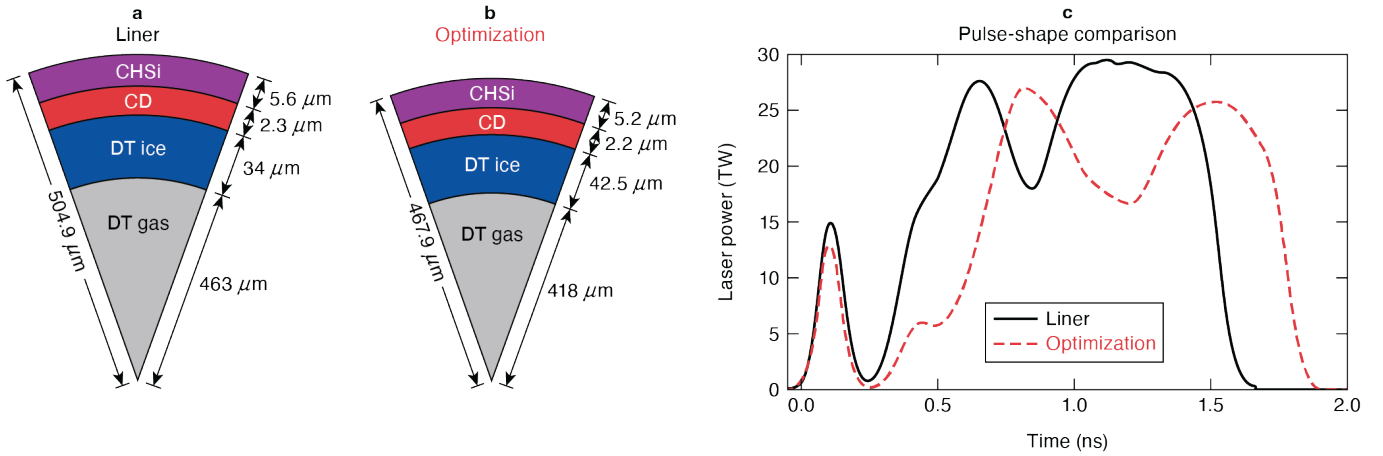 a
Liner
CHSi
CD
DT ice
DT gas
504.9 μm
5.6 μm
2.3 μm
34 μm
463 μm
b
Optimization
CHSi
CD
DT ice
DT gas
467.9 μm
5.2 μm
2.2 μm
42.5 μm
418 μm
c
Pulse-shape comparison
Laser power (TW)
30
25
20
15
10
5
0
Liner
Optimization
0.0 0.5 1.0 1.5 2.0
Time (ns)